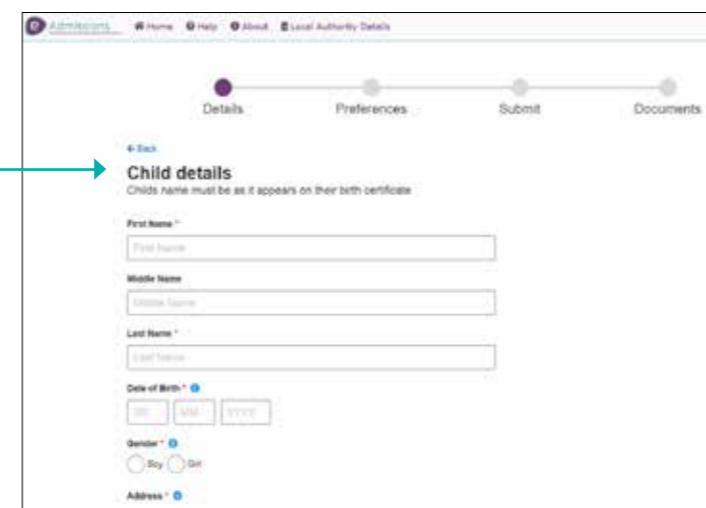 e Admissions Home Help About Local Authority Details
Details Preferences Submit Documents
← Back
Child details
Childs name must be as it appears on their birth certificate
First Name *
First Name
Middle Name
Middle Name
Last Name *
Last Name
Date of Birth *
DD MM YYYY
Gender *
Boy Girl
Address *